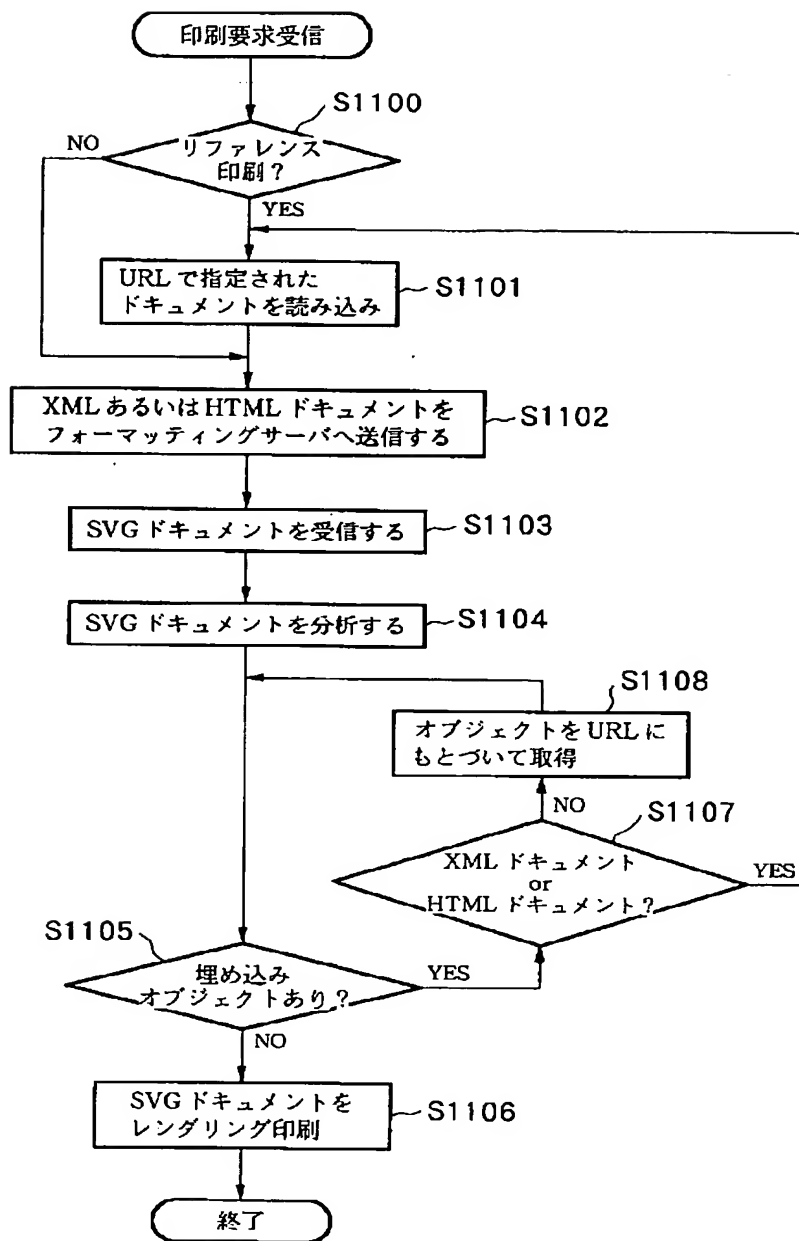 印刷要求受信
S1100
NO
リファレンス
印刷?
YES
URLで指定された
ドキュメントを読み込み
S1101
XMLあるいはHTMLドキュメントを
フォーマッティングサーバへ送信する
S1102
SVGドキュメントを受信する
S1103
SVGドキュメントを分析する
S1104
S1108
オブジェクトをURLに
もとづいて取得
NO
S1107
XMLドキュメント
or
HTMLドキュメント?
YES
S1105
埋め込み
オブジェクトあり?
YES
NO
SVGドキュメントを
レンダリング印刷
S1106
終了